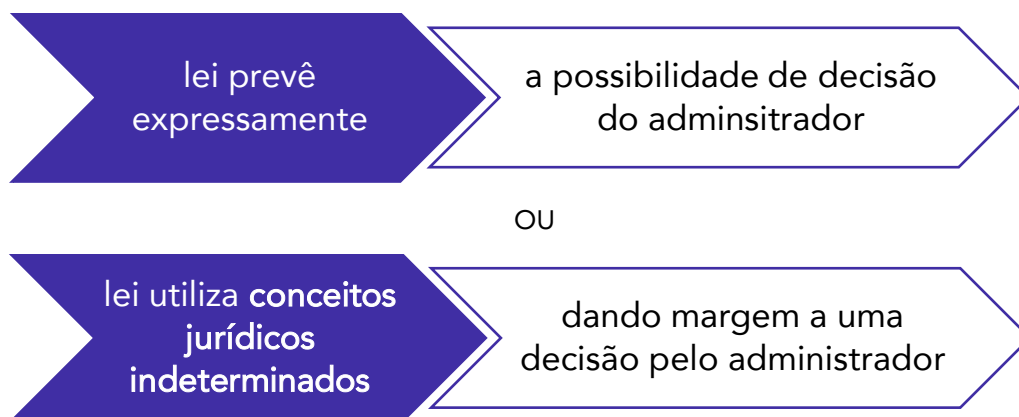 lei prevê
expressamente
a possibilidade de decisão
do adminsitrador
OU
lei utiliza conceitos
jurídicos
indeterminados
dando margem a uma
decisão pelo administrador